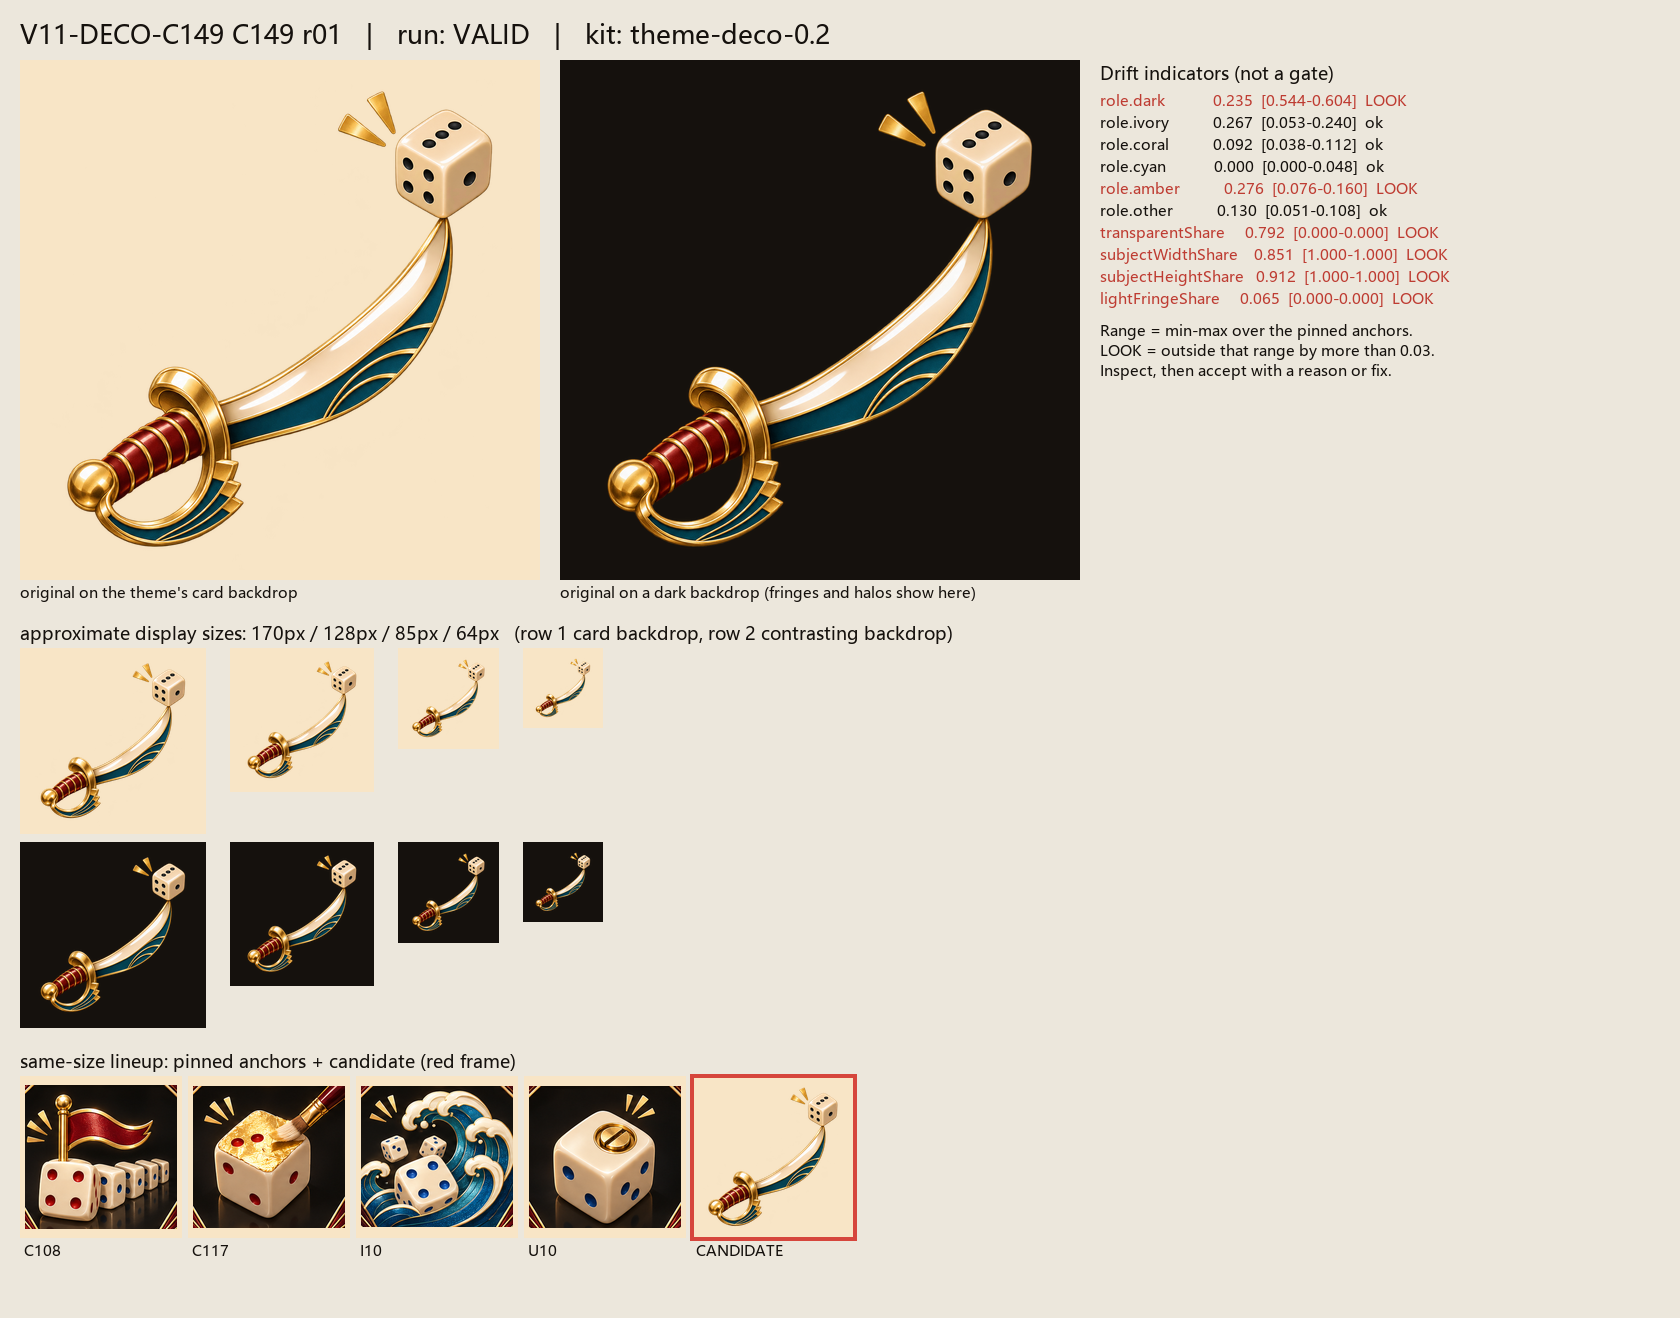 V11-DECO-C149 C149 r01 | run: VALID | kit: theme-deco-0.2
Drift indicators (not a gate)
role.dark 0.235 [0.544-0.604] LOOK
role.ivory 0.267 [0.053-0.240] ok
role.coral 0.092 [0.038-0.112] ok
role.cyan 0.000 [0.000-0.048] ok
role.amber 0.276 [0.076-0.160] LOOK
role.other 0.130 [0.051-0.108] ok
transparentShare 0.792 [0.000-0.000] LOOK
subjectWidthShare 0.851 [1.000-1.000] LOOK
subjectHeightShare 0.912 [1.000-1.000] LOOK
lightFringeShare 0.065 [0.000-0.000] LOOK
Range = min-max over the pinned anchors.
LOOK = outside that range by more than 0.03.
Inspect, then accept with a reason or fix.
original on the theme's card backdrop
original on a dark backdrop (fringes and halos show here)
approximate display sizes: 170px / 128px / 85px / 64px (row 1 card backdrop, row 2 contrasting backdrop)
same-size lineup: pinned anchors + candidate (red frame)
C108
C117
I10
U10
CANDIDATE